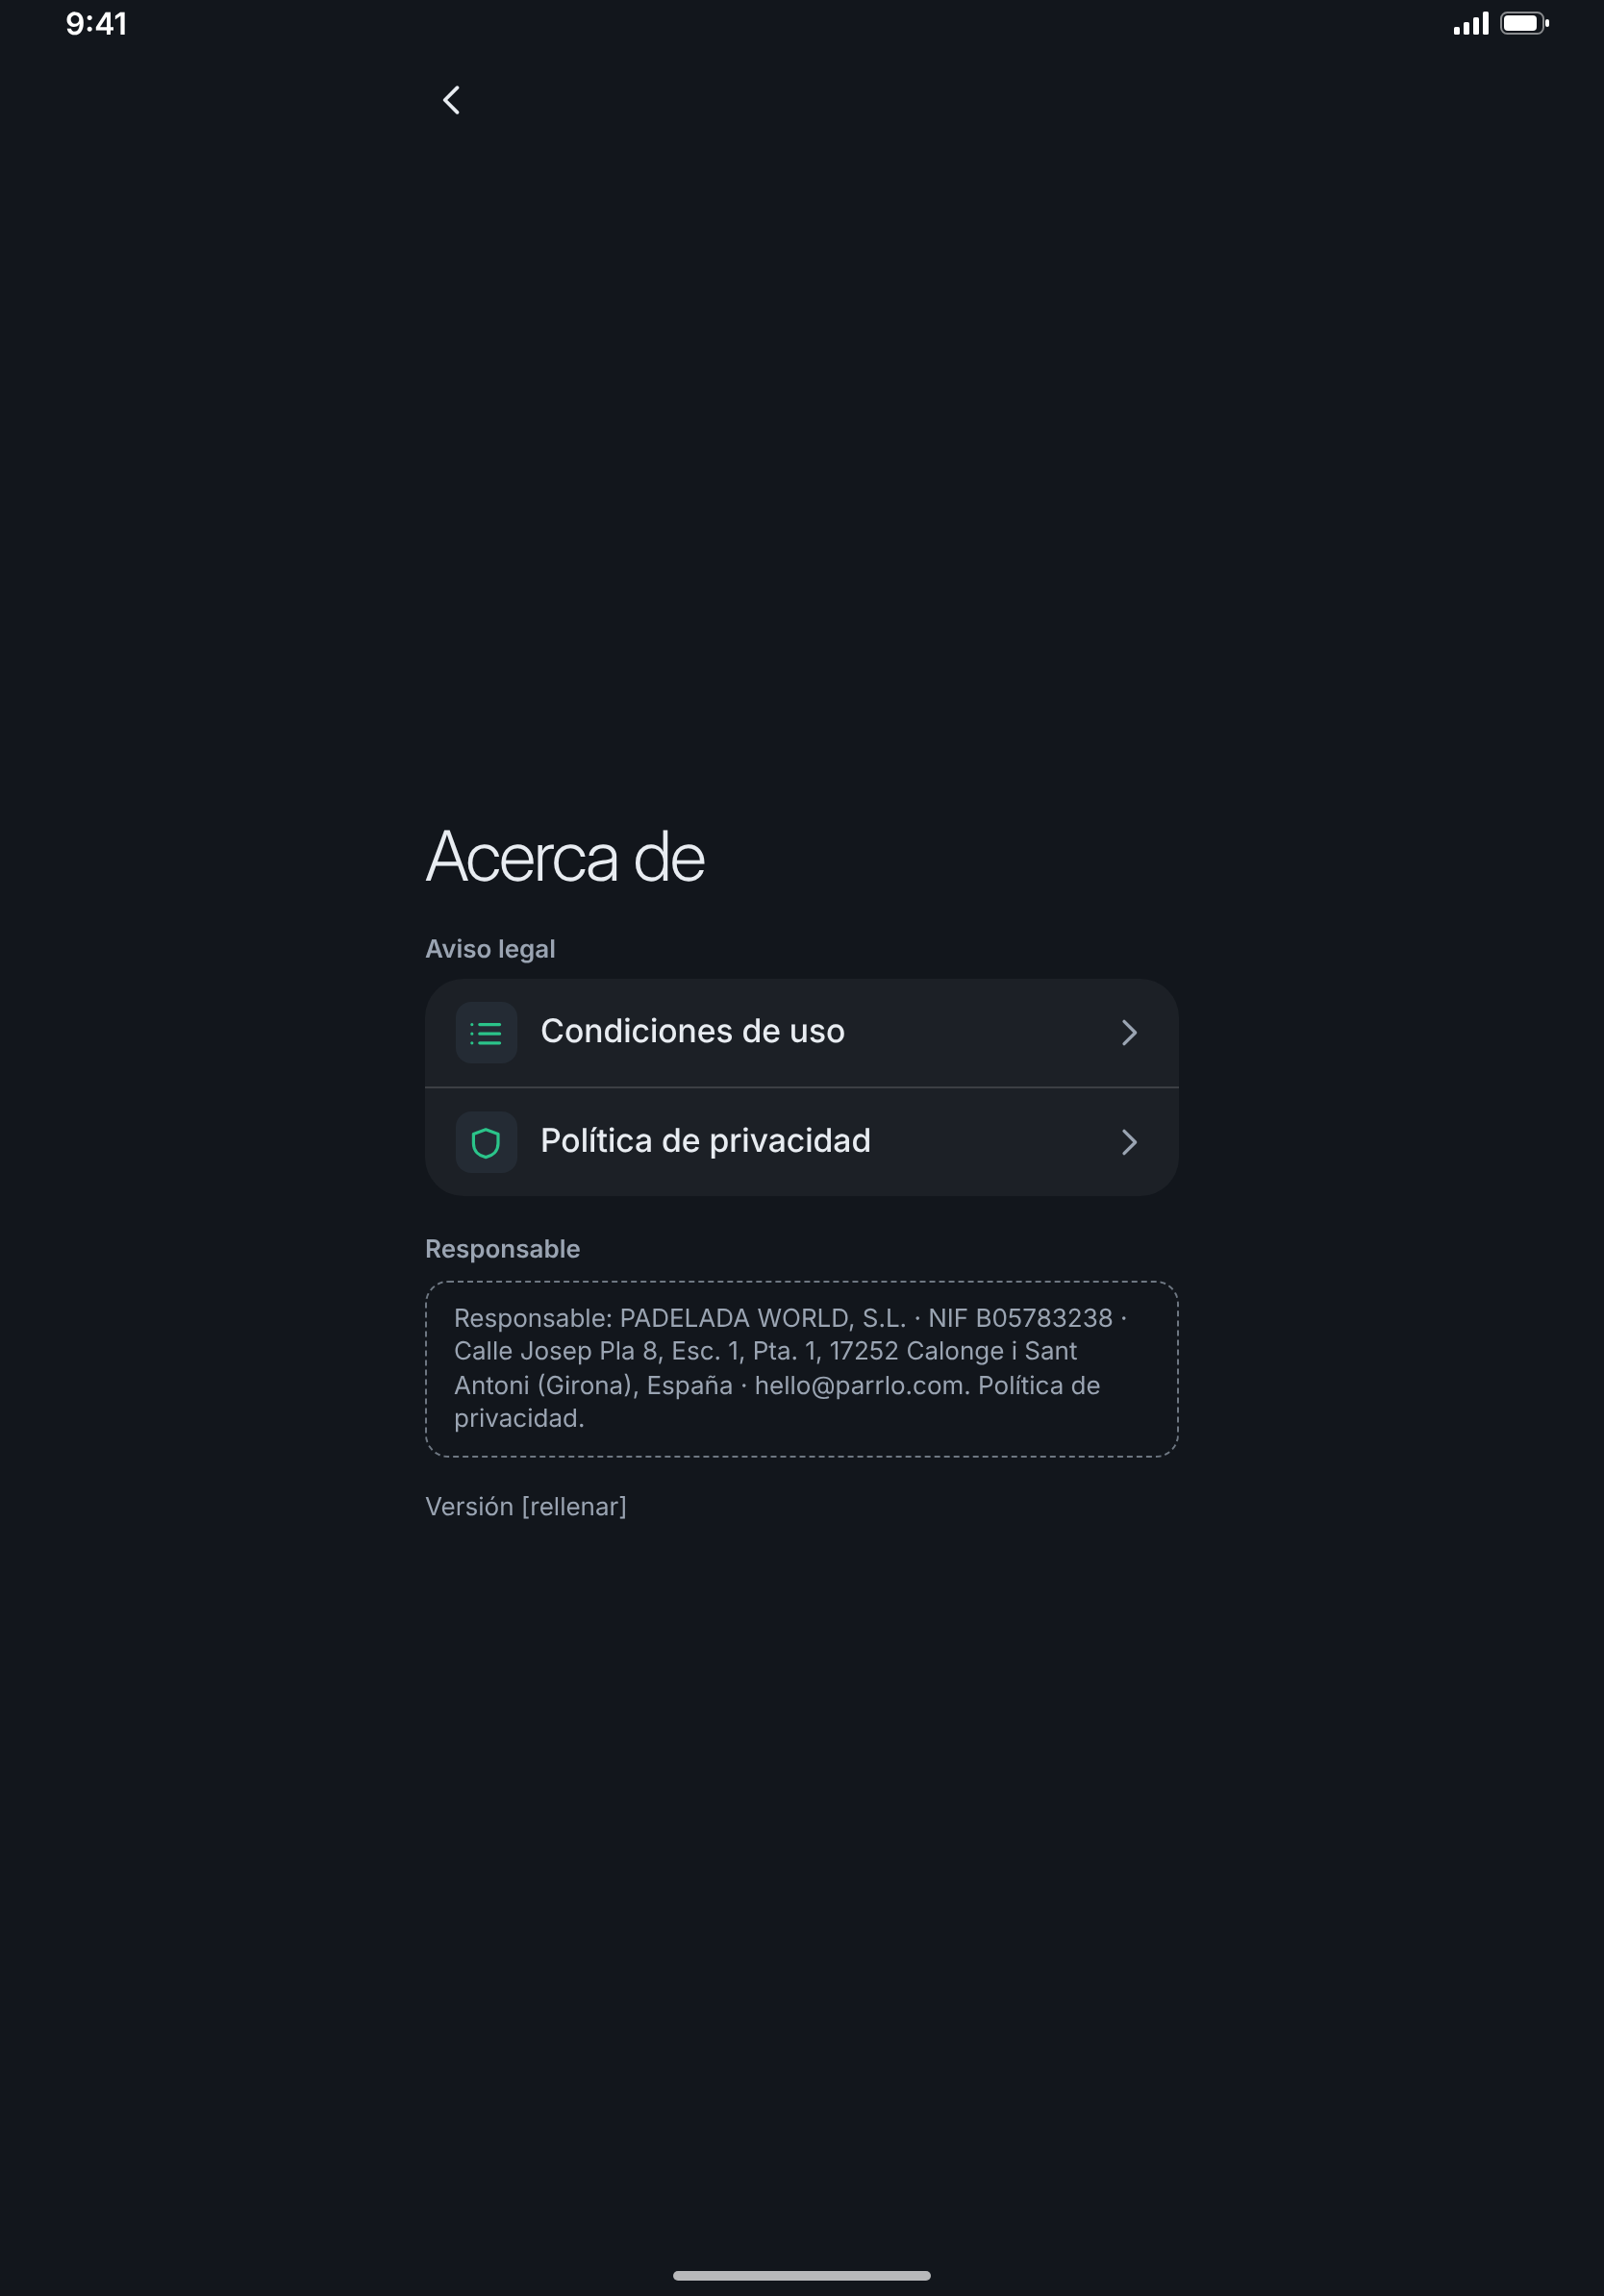 9:41
Acerca de
Aviso legal
Condiciones de uso
Política de privacidad
Responsable
Responsable: PADELADA WORLD, S.L. · NIF B05783238 ·
Calle Josep Pla 8, Esc. 1, Pta. 1, 17252 Calonge i Sant
Antoni (Girona), España · hello@parrlo.com. Política de
privacidad.
Versión [rellenar]